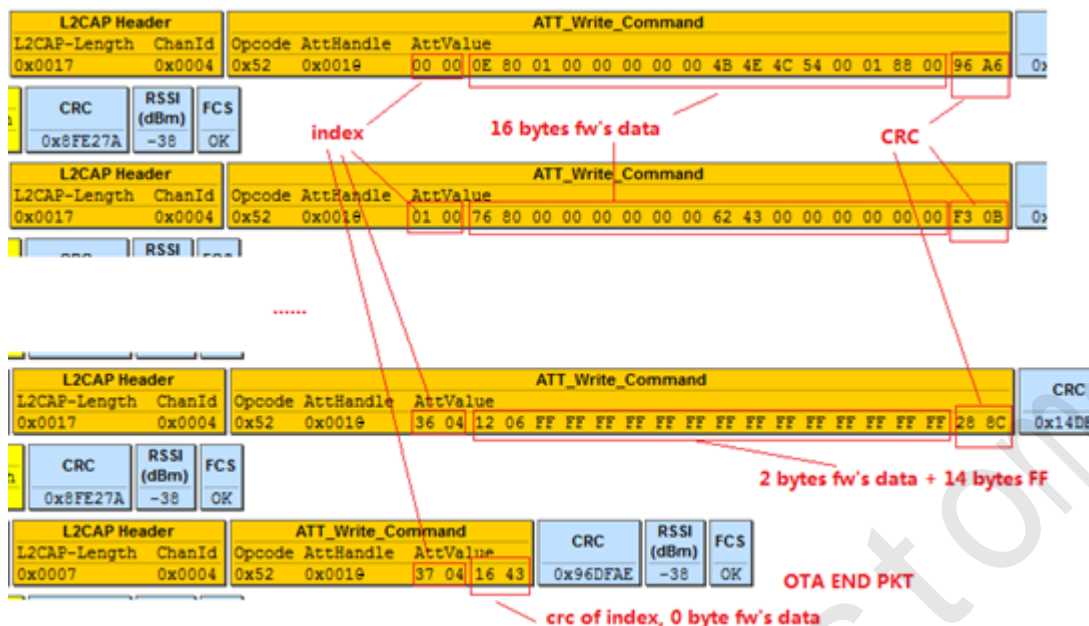 L2CAP Header ATT_Write_Command
L2CAP-Length ChanId Opcode AttHandle AttValue
0x0017 0x0004 0x52 0x0019 00 00 0E 80 01 00 00 00 00 00 4B 4E 4C 54 00 01 88 00 96 A6
CRC RSSI (dBm) FCS
0x8FE27A -38 OK
index 16 bytes fw's data CRC
L2CAP Header ATT_Write_Command
L2CAP-Length ChanId Opcode AttHandle AttValue
0x0017 0x0004 0x52 0x0019 01 00 76 80 00 00 00 00 00 00 62 43 00 00 00 00 00 00 F3 0B
RSSI
......
L2CAP Header ATT_Write_Command
L2CAP-Length ChanId Opcode AttHandle AttValue CRC
0x0017 0x0004 0x52 0x0019 36 04 12 06 FF FF FF FF FF FF FF FF FF FF FF FF FF FF 28 8C
CRC RSSI (dBm) FCS
0x8FE27A -38 OK
2 bytes fw's data + 14 bytes FF
L2CAP Header ATT_Write_Command CRC RSSI (dBm) FCS
L2CAP-Length ChanId Opcode AttHandle AttValue
0x0007 0x0004 0x52 0x0019 37 04 16 43 0x96DFAE -38 OK
OTA END PKT
crc of index, 0 byte fw's data